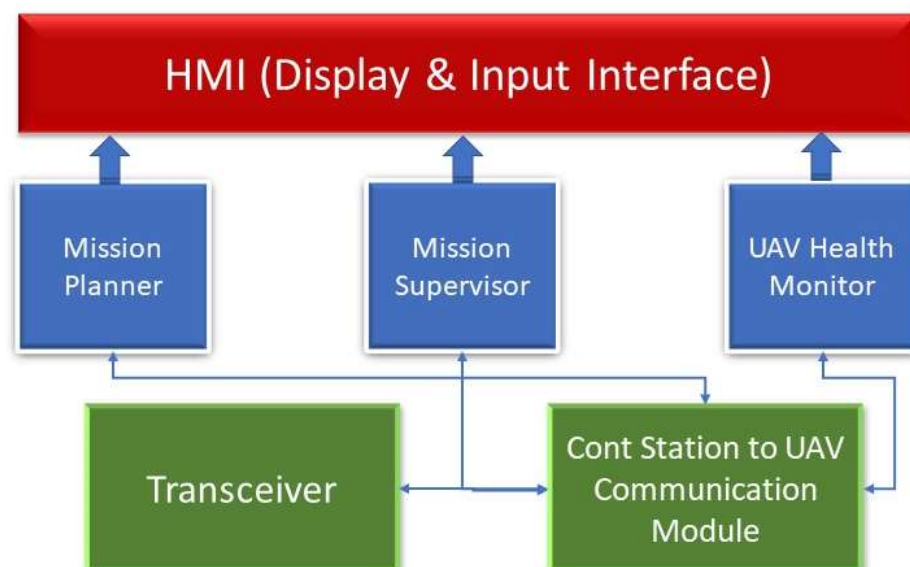 HMI (Display & Input Interface)
Mission
Planner
Mission
Supervisor
UAV Health
Monitor
Transceiver
Cont Station to UAV
Communication
Module